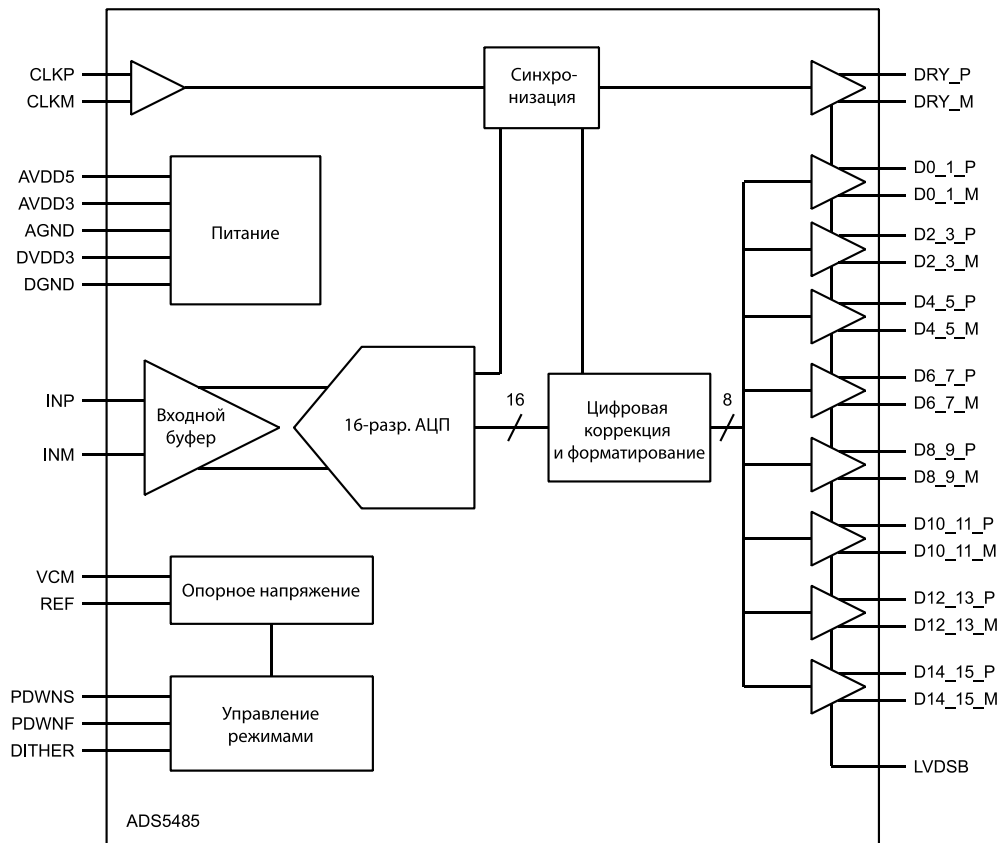 CLKP
CLKM
Синхро-
низация
DRY_P
DRY_M
AVDD5
AVDD3
AGND
DVDD3
DGND
Питание
D0_1_P
D0_1_M
D2_3_P
D2_3_M
D4_5_P
D4_5_M
D6_7_P
D6_7_M
D8_9_P
D8_9_M
D10_11_P
D10_11_M
D12_13_P
D12_13_M
D14_15_P
D14_15_M
LVDSB
INP
INM
Входной
буфер
16-разр. АЦП
16
Цифровая
коррекция
и форматирование
8
VCM
REF
Опорное напряжение
PDWNS
PDWNF
DITHER
Управление
режимами
ADS5485